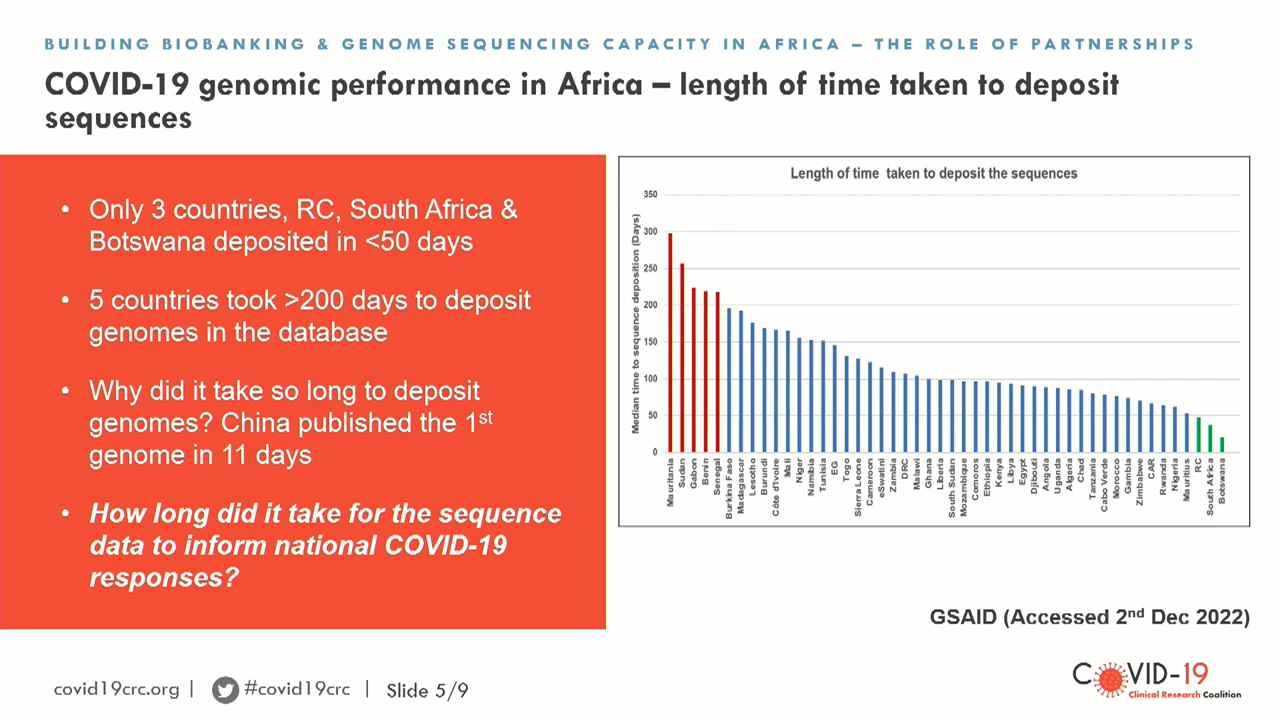 BUILDING BIOBANKING & GENOME SEQUENCING CAPACITY IN AFRICA – THE ROLE OF PARTNERSHIPS
COVID-19 genomic performance in Africa – length of time taken to deposit
sequences
• Only 3 countries, RC, South Africa &
Botswana deposited in <50 days
• 5 countries took >200 days to deposit
genomes in the database
• Why did it take so long to deposit
genomes? China published the 1st
genome in 11 days
• How long did it take for the sequence
data to inform national COVID-19
responses?
Length of time taken to deposit the sequences
Median time to sequence deposition (Days)
350
300
250
200
150
100
50
0
Mauritania
Sudan
Gabon
Benin
Senegal
Burkina Faso
Madagascar
Lesotho
Burundi
Côte d'Ivoire
Mali
Niger
Namibia
Tunisia
EG
Togo
Sierra Leone
Cameroon
eSwatini
Zambia
DRC
Malawi
Ghana
Liberia
South Sudan
Mozambique
Comoros
Ethiopia
Kenya
Libya
Egypt
Djibouti
Angola
Uganda
Algeria
Chad
Tanzania
Cabo Verde
Morocco
Gambia
Zimbabwe
CAR
Rwanda
Nigeria
Mauritius
RC
South Africa
Botswana
GSAID (Accessed 2nd Dec 2022)
covid19crc.org | #covid19crc | Slide 5/9
COVID-19
Clinical Research Coalition